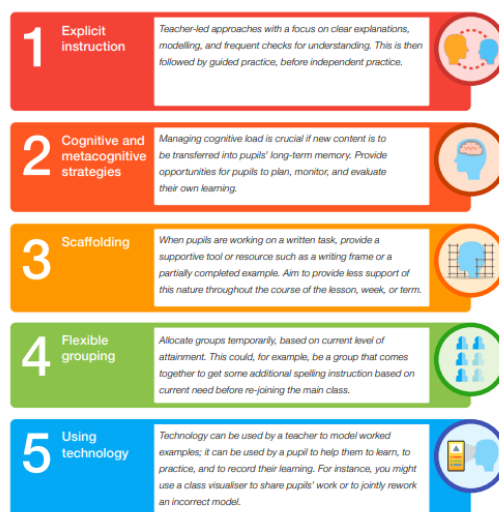 1
Explicit
instruction
Teacher-led approaches with a focus on clear explanations,
modelling, and frequent checks for understanding. This is then
followed by guided practice, before independent practice.
2
Cognitive and
metacognitive
strategies
Managing cognitive load is crucial if new content is to
be transferred into pupils' long-term memory. Provide
opportunities for pupils to plan, monitor, and evaluate
their own learning.
3
Scaffolding
When pupils are working on a written task, provide a
supportive tool or resource such as a writing frame or a
partially completed example. Aim to provide less support of
this nature throughout the course of the lesson, week, or term.
4
Flexible
grouping
Allocate groups temporarily, based on current level of
attainment. This could, for example, be a group that comes
together to get some additional spelling instruction based on
current need before re-joining the main class.
5
Using
technology
Technology can be used by a teacher to model worked
examples; it can be used by a pupil to help them to learn, to
practice, and to record their learning. For instance, you might
use a class visualiser to share pupils' work or to jointly rework
an incorrect model.